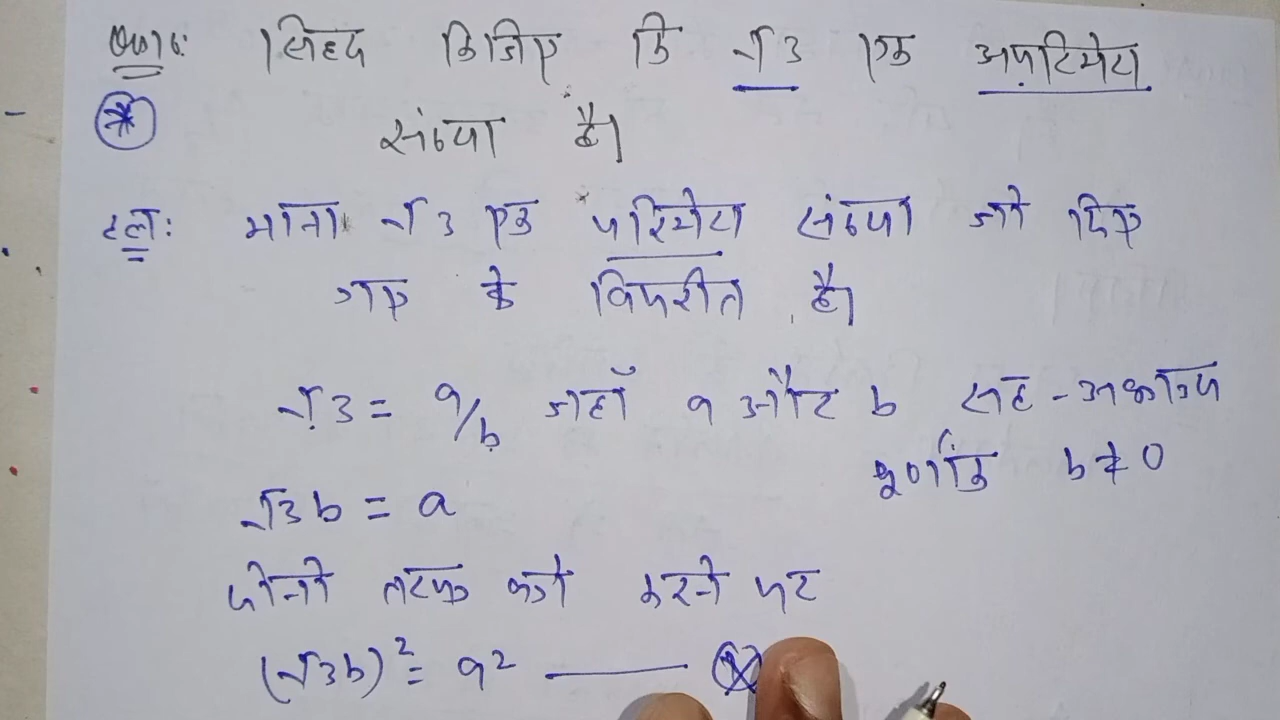 प्रश्न: सिद्ध किजिए कि √3 एक अपरिमेय
संख्या है।
हल: माना √3 एक परिमेय संख्या जो दिए
गए के विपरीत है।
√3 = a/b जहाँ a और b सह-अभाज्य
पूर्णांक b ≠ 0
√3b = a
दोनो तरफ वर्ग करने पर
(√3b)² = a²